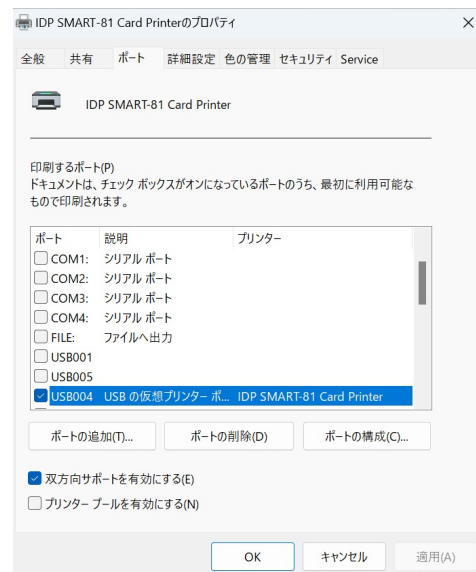 IDP SMART-81 Card Printerのプロパティ
全般 共有 ポート 詳細設定 色の管理 セキュリティ Service
IDP SMART-81 Card Printer
印刷するポート(P)
ドキュメントは、チェック ボックスがオンになっているポートのうち、最初に利用可能な
もので印刷されます。
ポート 説明 プリンター
COM1: シリアル ポート
COM2: シリアル ポート
COM3: シリアル ポート
COM4: シリアル ポート
FILE: ファイルへ出力
USB001
USB005
USB004 USB の仮想プリンター ポ... IDP SMART-81 Card Printer
ポートの追加(T)... ポートの削除(D) ポートの構成(C)...
双方向サポートを有効にする(E)
プリンター プールを有効にする(N)
OK キャンセル 適用(A)